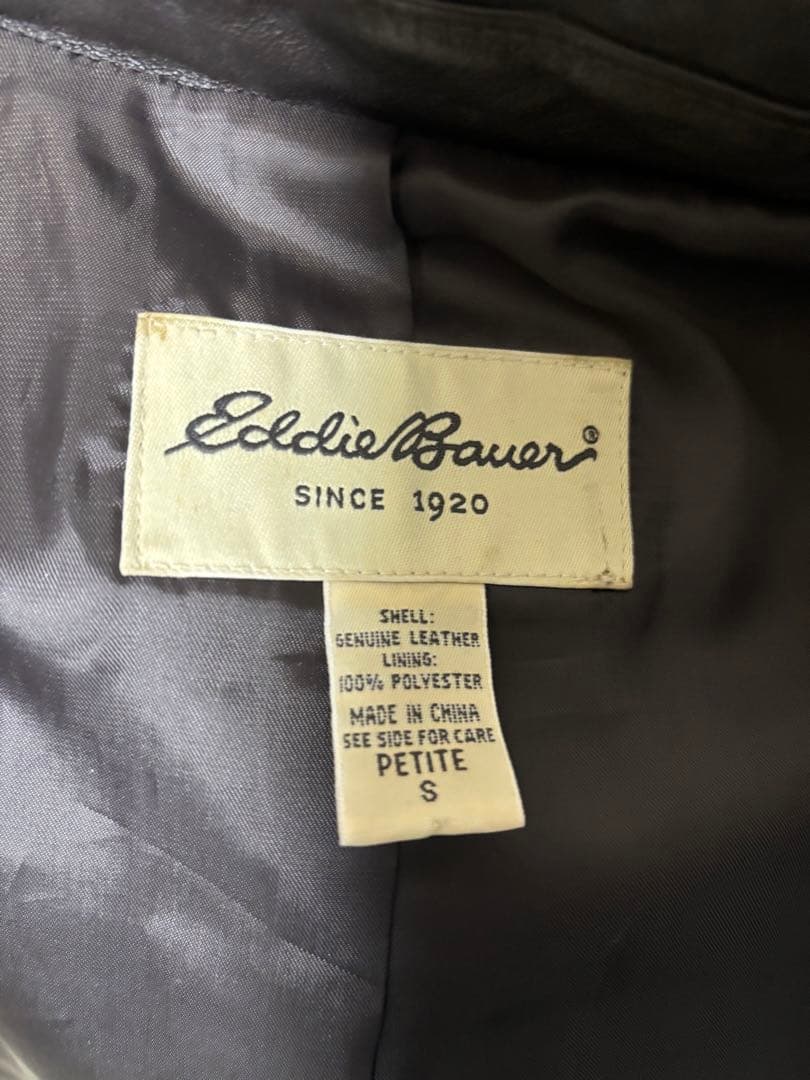 Eddie Bauer®
SINCE 1920
SHELL:
GENUINE LEATHER
LINING:
100% POLYESTER
MADE IN CHINA
SEE SIDE FOR CARE
PETITE
S